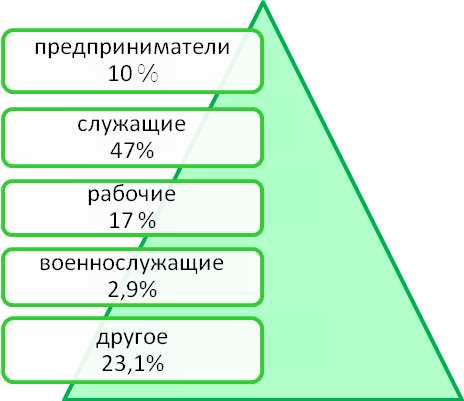 предприниматели
10 %
служащие
47%
рабочие
17 %
военнослужащие
2,9%
другое
23,1%